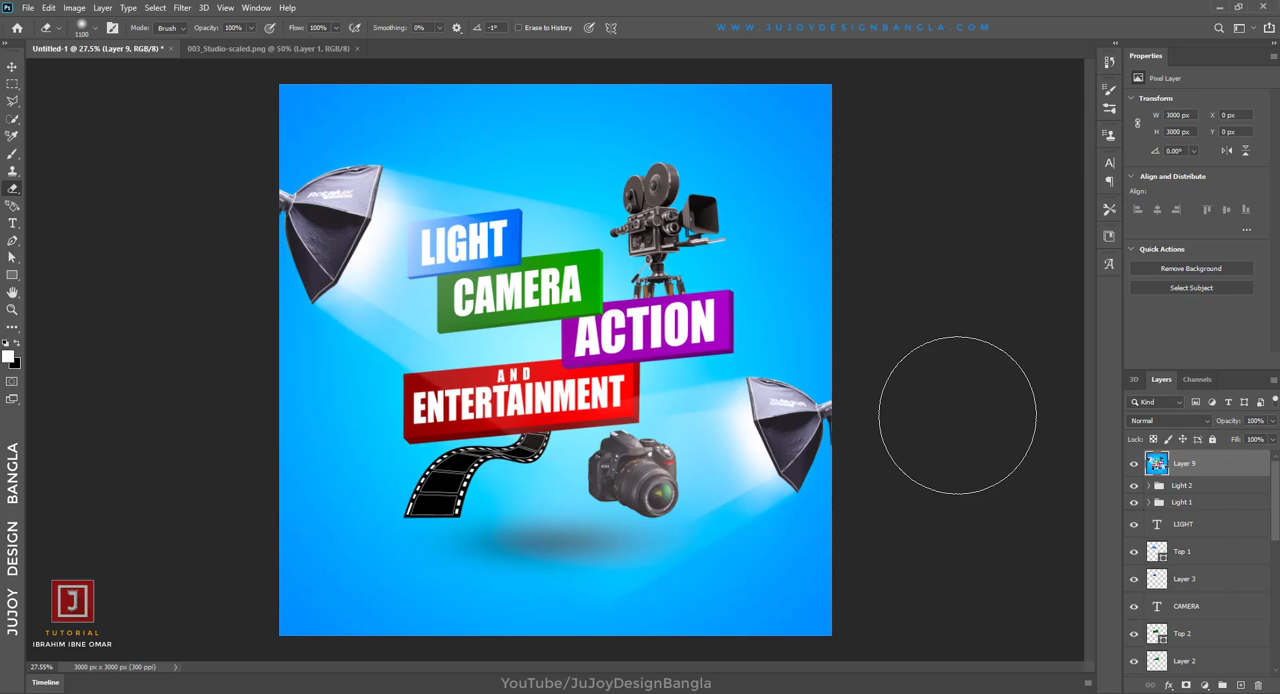 Ps File Edit Image Layer Type Select Filter 3D View Window Help
1100 Mode: Brush Opacity: 100% Flow: 100% Smoothing: 0% -1° Erase to History
WWW.JUJOYDESIGNBANGLA.COM
Untitled-1 @ 27.5% (Layer 9, RGB/8) * × 003_Studio-scaled.png @ 50% (Layer 1, RGB/8) ×
LIGHT
CAMERA
ACTION
AND
ENTERTAINMENT
JUJOY DESIGN BANGLA
J
TUTORIAL
IBRAHIM IBNE OMAR
27.55% 3000 px x 3000 px (300 ppi)
Timeline
YouTube/JuJoyDesignBangla
Properties
Pixel Layer
Transform
W 3000 px X 0 px
H 3000 px Y 0 px
0.00°
Align and Distribute
Align:
Quick Actions
Remove Background
Select Subject
3D Layers Channels
Kind
Normal Opacity: 100%
Lock: Fill: 100%
Layer 9
Light 2
Light 1
T LIGHT
Top 1
Layer 3
T CAMERA
Top 2
Layer 2
fx